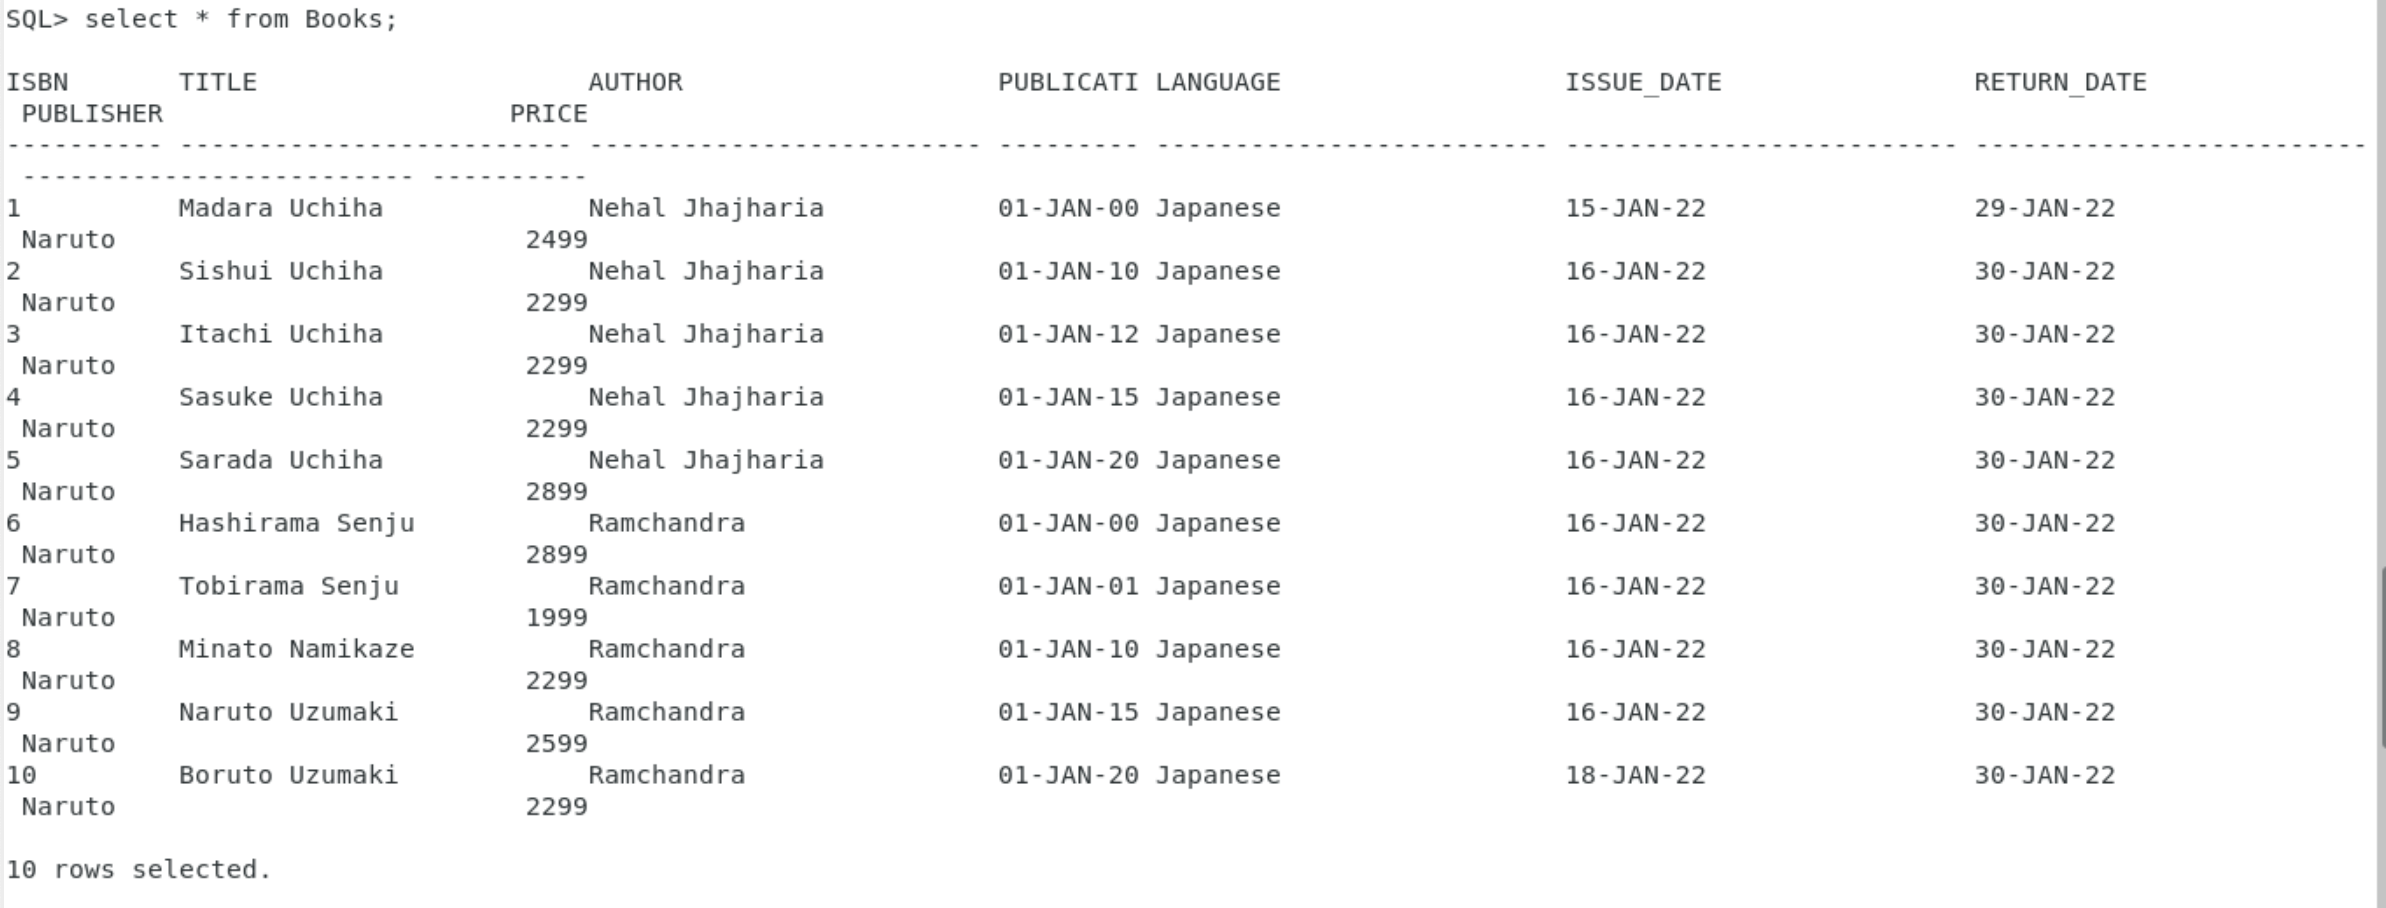 SQL> select * from Books;
ISBN TITLE AUTHOR PUBLICATI LANGUAGE ISSUE_DATE RETURN_DATE
PUBLISHER PRICE
---------- ------------------------- ------------------------- --------- ------------------------- ------------------------- -------------------------
------------------------- ----------
1 Madara Uchiha Nehal Jhajharia 01-JAN-00 Japanese 15-JAN-22 29-JAN-22
Naruto 2499
2 Sishui Uchiha Nehal Jhajharia 01-JAN-10 Japanese 16-JAN-22 30-JAN-22
Naruto 2299
3 Itachi Uchiha Nehal Jhajharia 01-JAN-12 Japanese 16-JAN-22 30-JAN-22
Naruto 2299
4 Sasuke Uchiha Nehal Jhajharia 01-JAN-15 Japanese 16-JAN-22 30-JAN-22
Naruto 2299
5 Sarada Uchiha Nehal Jhajharia 01-JAN-20 Japanese 16-JAN-22 30-JAN-22
Naruto 2899
6 Hashirama Senju Ramchandra 01-JAN-00 Japanese 16-JAN-22 30-JAN-22
Naruto 2899
7 Tobirama Senju Ramchandra 01-JAN-01 Japanese 16-JAN-22 30-JAN-22
Naruto 1999
8 Minato Namikaze Ramchandra 01-JAN-10 Japanese 16-JAN-22 30-JAN-22
Naruto 2299
9 Naruto Uzumaki Ramchandra 01-JAN-15 Japanese 16-JAN-22 30-JAN-22
Naruto 2599
10 Boruto Uzumaki Ramchandra 01-JAN-20 Japanese 18-JAN-22 30-JAN-22
Naruto 2299
10 rows selected.